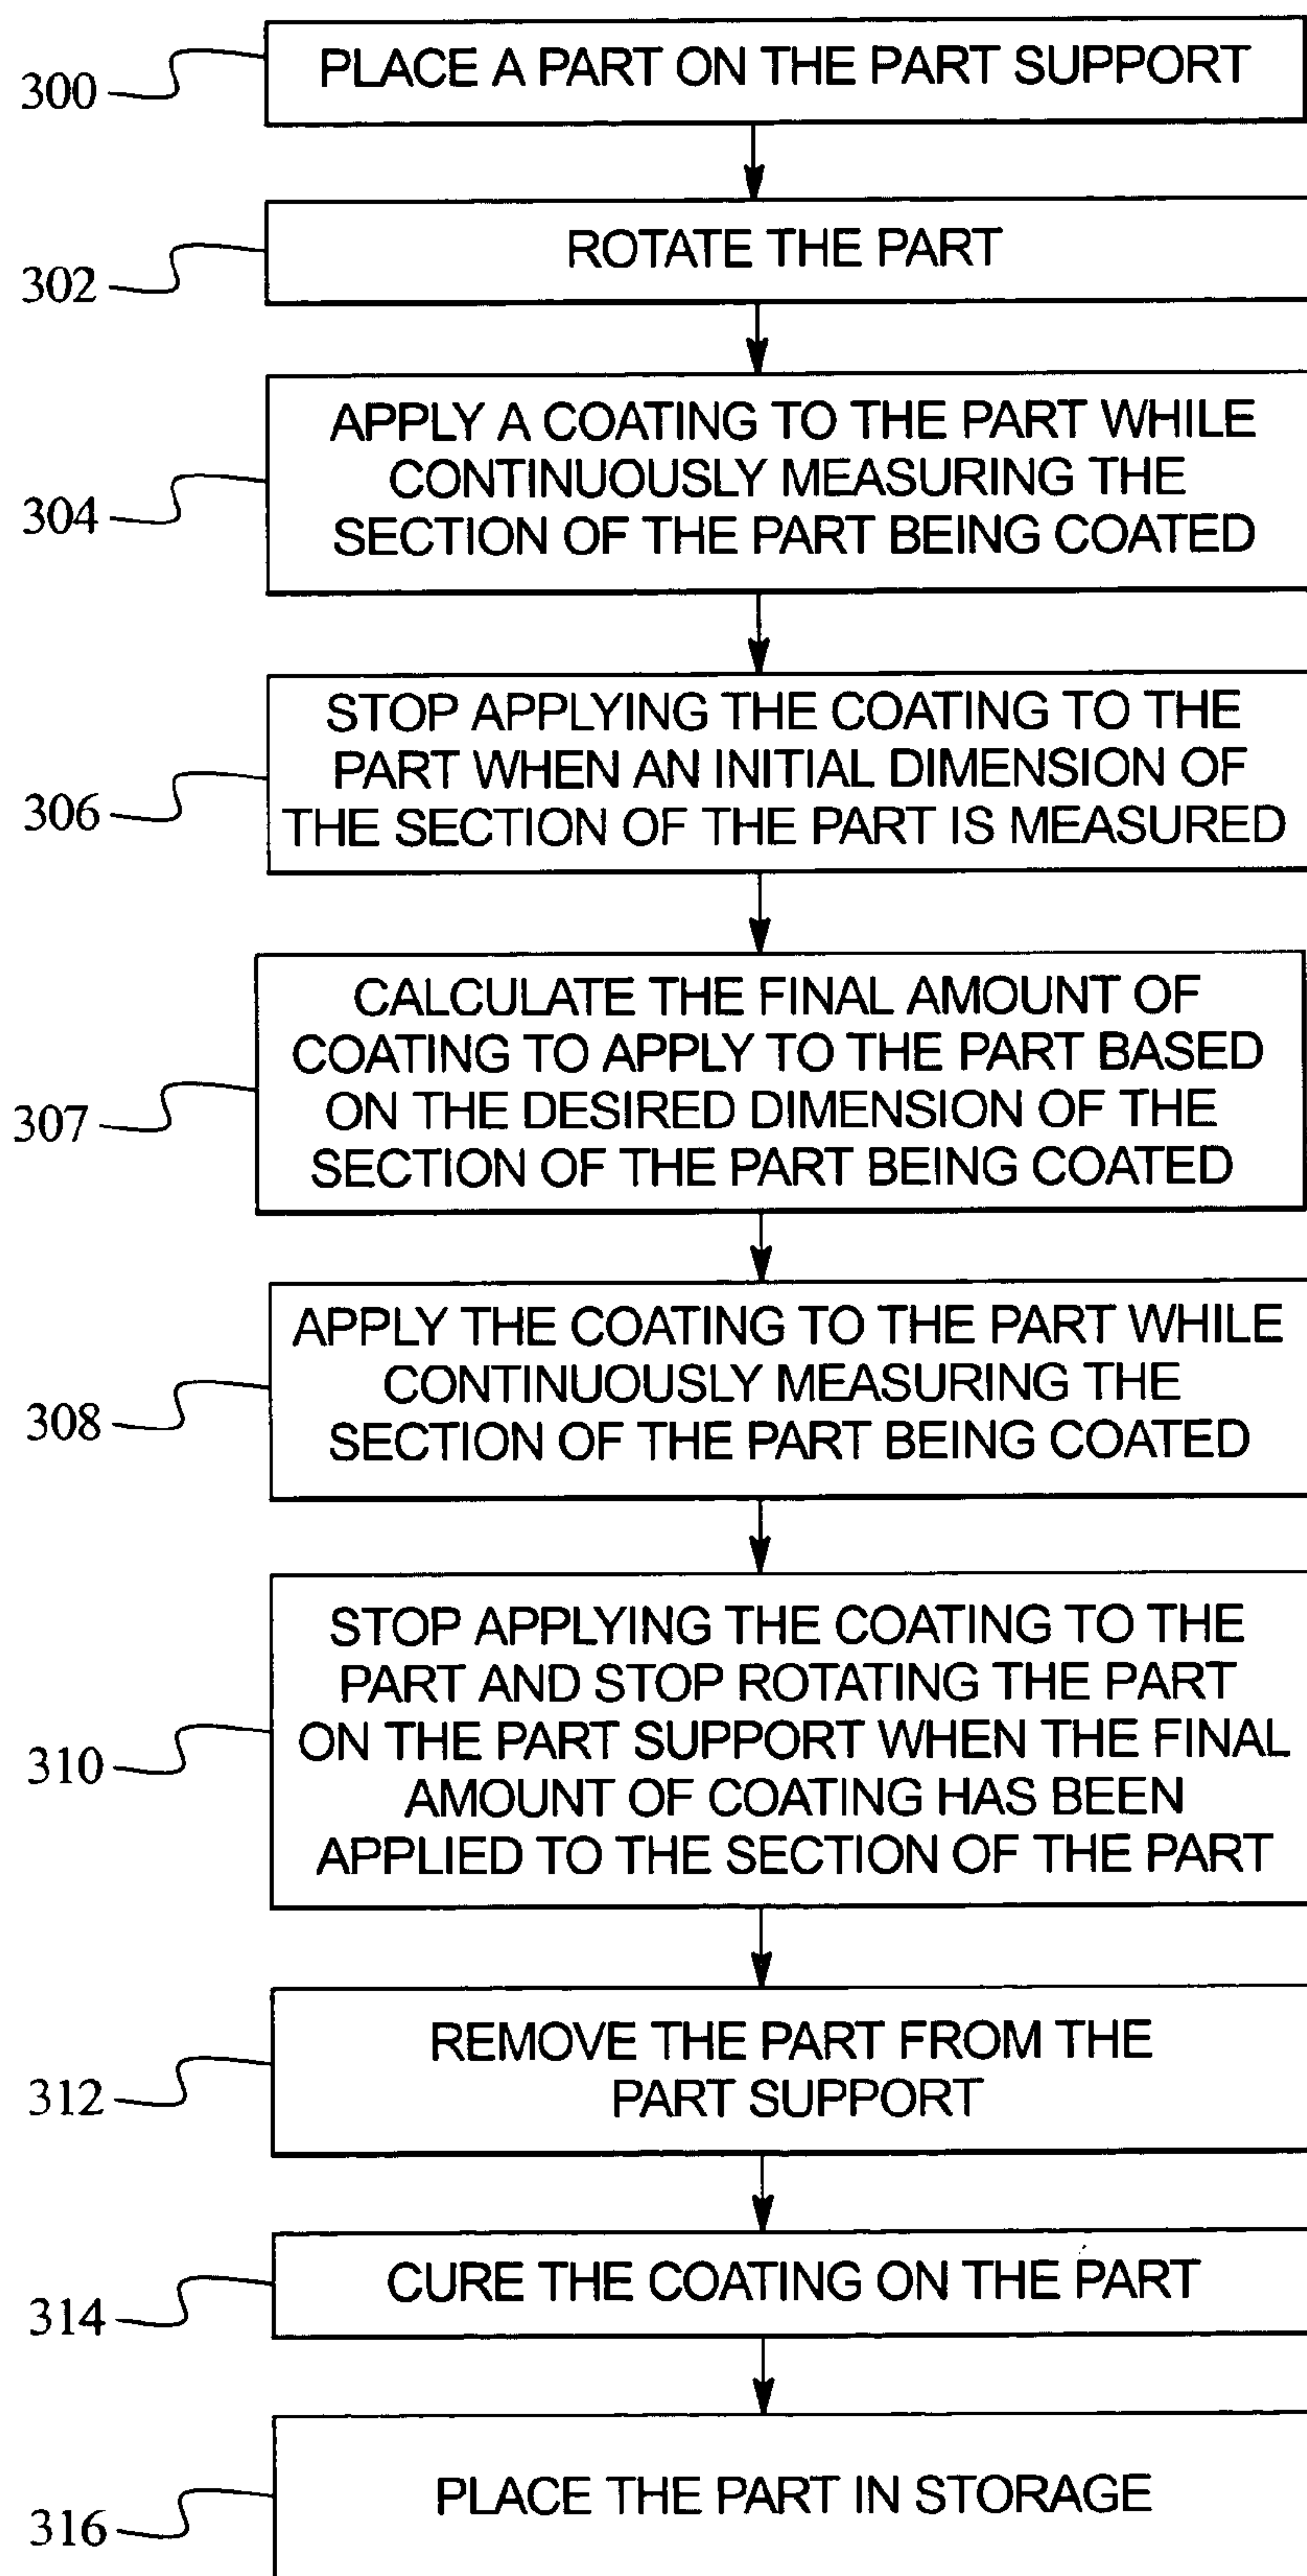 300
PLACE A PART ON THE PART SUPPORT
302
ROTATE THE PART
304
APPLY A COATING TO THE PART WHILE
CONTINUOUSLY MEASURING THE
SECTION OF THE PART BEING COATED
306
STOP APPLYING THE COATING TO THE
PART WHEN AN INITIAL DIMENSION OF
THE SECTION OF THE PART IS MEASURED
307
CALCULATE THE FINAL AMOUNT OF
COATING TO APPLY TO THE PART BASED
ON THE DESIRED DIMENSION OF THE
SECTION OF THE PART BEING COATED
308
APPLY THE COATING TO THE PART WHILE
CONTINUOUSLY MEASURING THE
SECTION OF THE PART BEING COATED
310
STOP APPLYING THE COATING TO THE
PART AND STOP ROTATING THE PART
ON THE PART SUPPORT WHEN THE FINAL
AMOUNT OF COATING HAS BEEN
APPLIED TO THE SECTION OF THE PART
312
REMOVE THE PART FROM THE
PART SUPPORT
314
CURE THE COATING ON THE PART
316
PLACE THE PART IN STORAGE